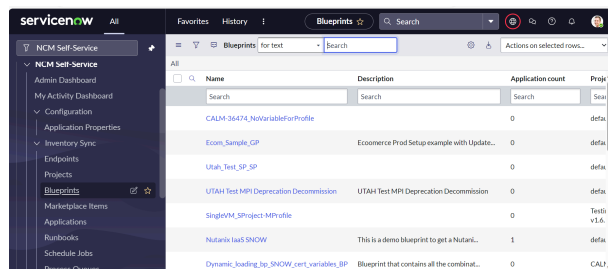 servicenow All Favorites History Blueprints Search
NCM Self-Service Blueprints for text Search Actions on selected rows...
NCM Self-Service All
Admin Dashboard Name Description Application count
My Activity Dashboard Search Search Search
Configuration
Application Properties CALM-36474_NoVariableForProfile 0
Inventory Sync Ecom_Sample_GP Ecoomerce Prod Setup example with Update... 0
Endpoints
Projects Utah_Test_SP_SP 0
Blueprints UTAH Test MPI Deprecation Decommission UTAH Test MPI Deprecation Decommission 0
Marketplace Items
Applications SingleVM_SProject-MProfile 0 v1.6.
Runbooks Nutanix IaaS SNOW This is a demo blueprint to get a Nutani... 1
Schedule Jobs
Dynamic_loading_bp_SNOW_cert_variables_BP Blueprint that contains all the combinat... 0